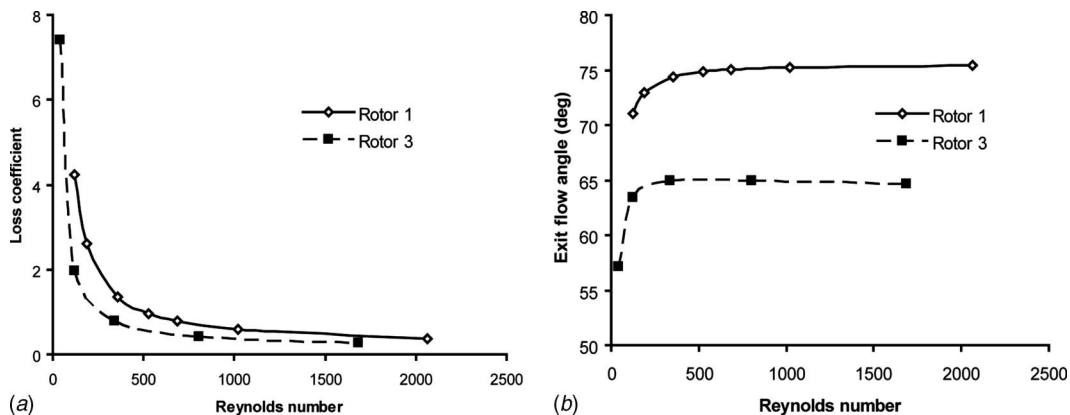 8
6
4
2
0
Loss coefficient
0
500
1000
1500
2000
2500
Reynolds number
Rotor 1
Rotor 3
(a)
80
75
70
65
60
55
50
Exit flow angle (deg)
0
500
1000
1500
2000
2500
Reynolds number
Rotor 1
Rotor 3
(b)